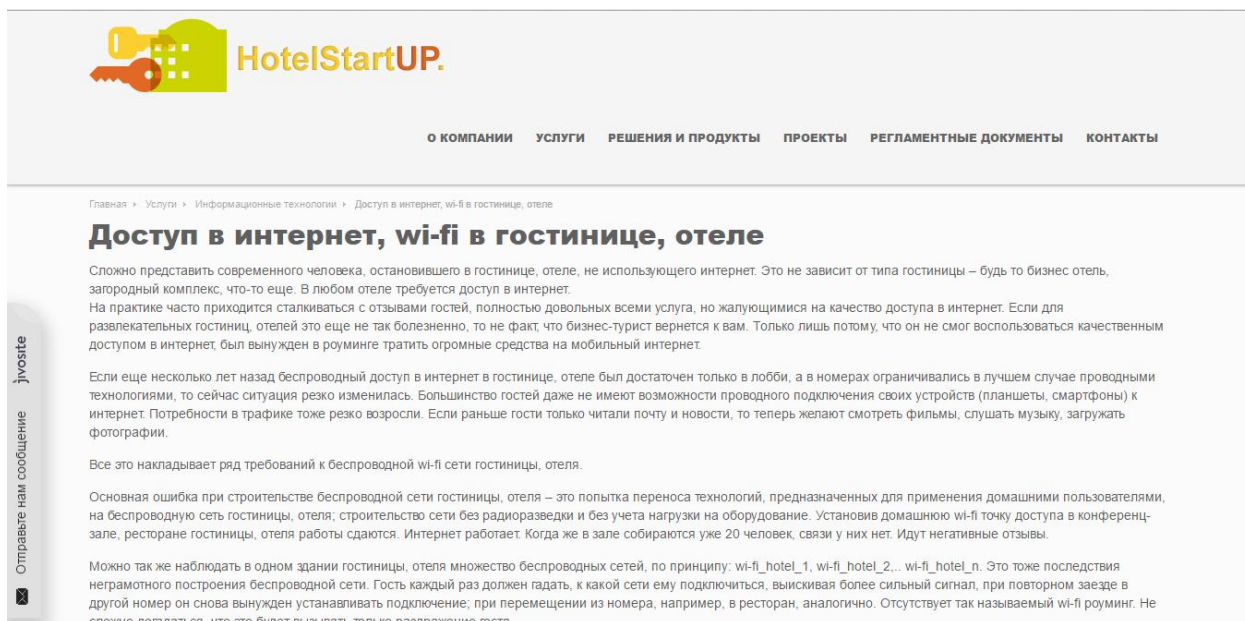 HotelStartUP.
О КОМПАНИИ УСЛУГИ РЕШЕНИЯ И ПРОДУКТЫ ПРОЕКТЫ РЕГЛАМЕНТНЫЕ ДОКУМЕНТЫ КОНТАКТЫ
Главная Услуги Информационные технологии Доступ в интернет, wi-fi в гостинице, отеле
Доступ в интернет, wi-fi в гостинице, отеле
Сложно представить современного человека, остановившего в гостинице, отеле, не использующего интернет. Это не зависит от типа гостиницы – будь то бизнес отель,
загородный комплекс, что-то еще. В любом отеле требуется доступ в интернет.
На практике часто приходится сталкиваться с отзывами гостей, полностью довольных всеми услуга, но жалующимися на качество доступа в интернет. Если для
развлекательных гостиниц, отелей это еще не так болезненно, то не факт, что бизнес-турист вернется к вам. Только лишь потому, что он не смог воспользоваться качественным
доступом в интернет, был вынужден в роуминге тратить огромные средства на мобильный интернет.
Если еще несколько лет назад беспроводный доступ в интернет в гостинице, отеле был достаточен только в лобби, а в номерах ограничивались в лучшем случае проводными
технологиями, то сейчас ситуация резко изменилась. Большинство гостей даже не имеют возможности проводного подключения своих устройств (планшеты, смартфоны) к
интернет. Потребности в трафике тоже резко возросли. Если раньше гости только читали почту и новости, то теперь желают смотреть фильмы, слушать музыку, загружать
фотографии.
Все это накладывает ряд требований к беспроводной wi-fi сети гостиницы, отеля.
Основная ошибка при строительстве беспроводной сети гостиницы, отеля – это попытка переноса технологий, предназначенных для применения домашними пользователями,
на беспроводную сеть гостиницы, отеля; строительство сети без радиоразведки и без учета нагрузки на оборудование. Установив домашнюю wi-fi точку доступа в конференц-
зале, ресторане гостиницы, отеля работы сдаются. Интернет работает. Когда же в зале собираются уже 20 человек, связи у них нет. Идут негативные отзывы.
Можно так же наблюдать в одном здании гостиницы, отеля множество беспроводных сетей, по принципу: wi-fi_hotel_1, wi-fi_hotel_2,.. wi-fi_hotel_n. Это тоже последствия
неграмотного построения беспроводной сети. Гость каждый раз должен гадать, к какой сети ему подключиться, выискивая более сильный сигнал, при повторном заезде в
другой номер он снова вынужден устанавливать подключение; при перемещении из номера, например, в ресторан, аналогично. Отсутствует так называемый wi-fi роуминг. Не
сложно догадаться, что это будет вызывать только раздражение гостя.
Отправьте нам сообщение jivosite